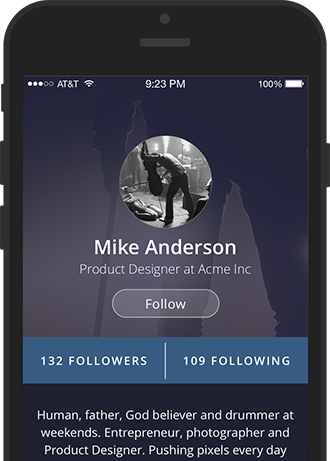 AT&T 9:23 PM 100%
Mike Anderson
Product Designer at Acme Inc
Follow
132 FOLLOWERS 109 FOLLOWING
Human, father, God believer and drummer at
weekends. Entrepreneur, photographer and
Product Designer. Pushing pixels every day